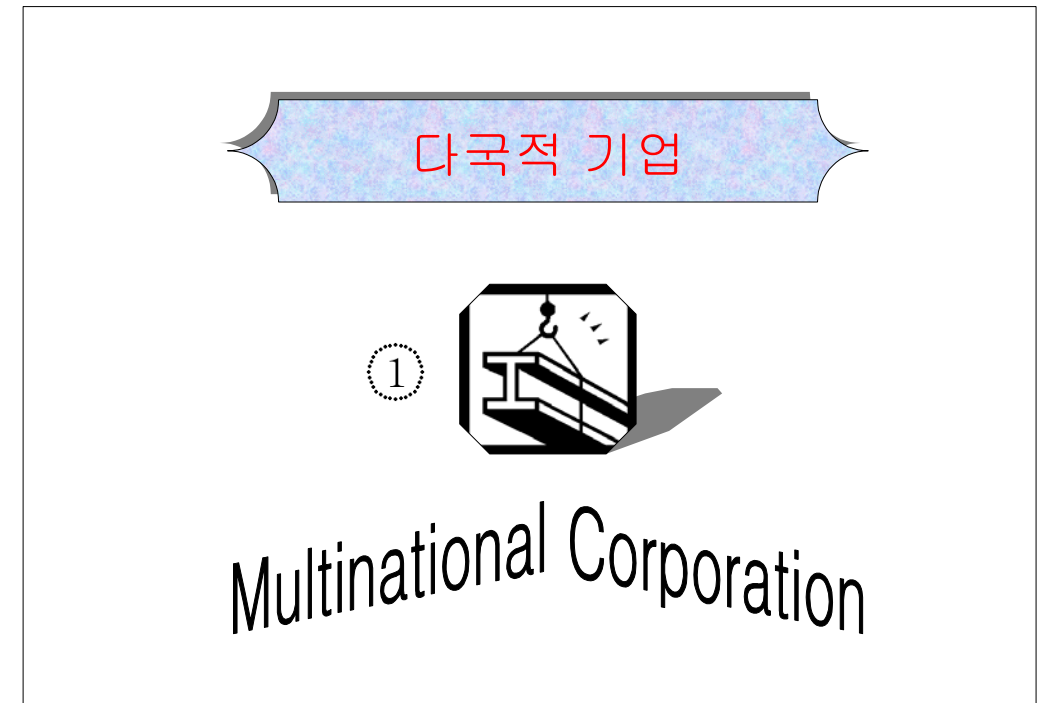 다국적 기업
1
Multinational Corporation